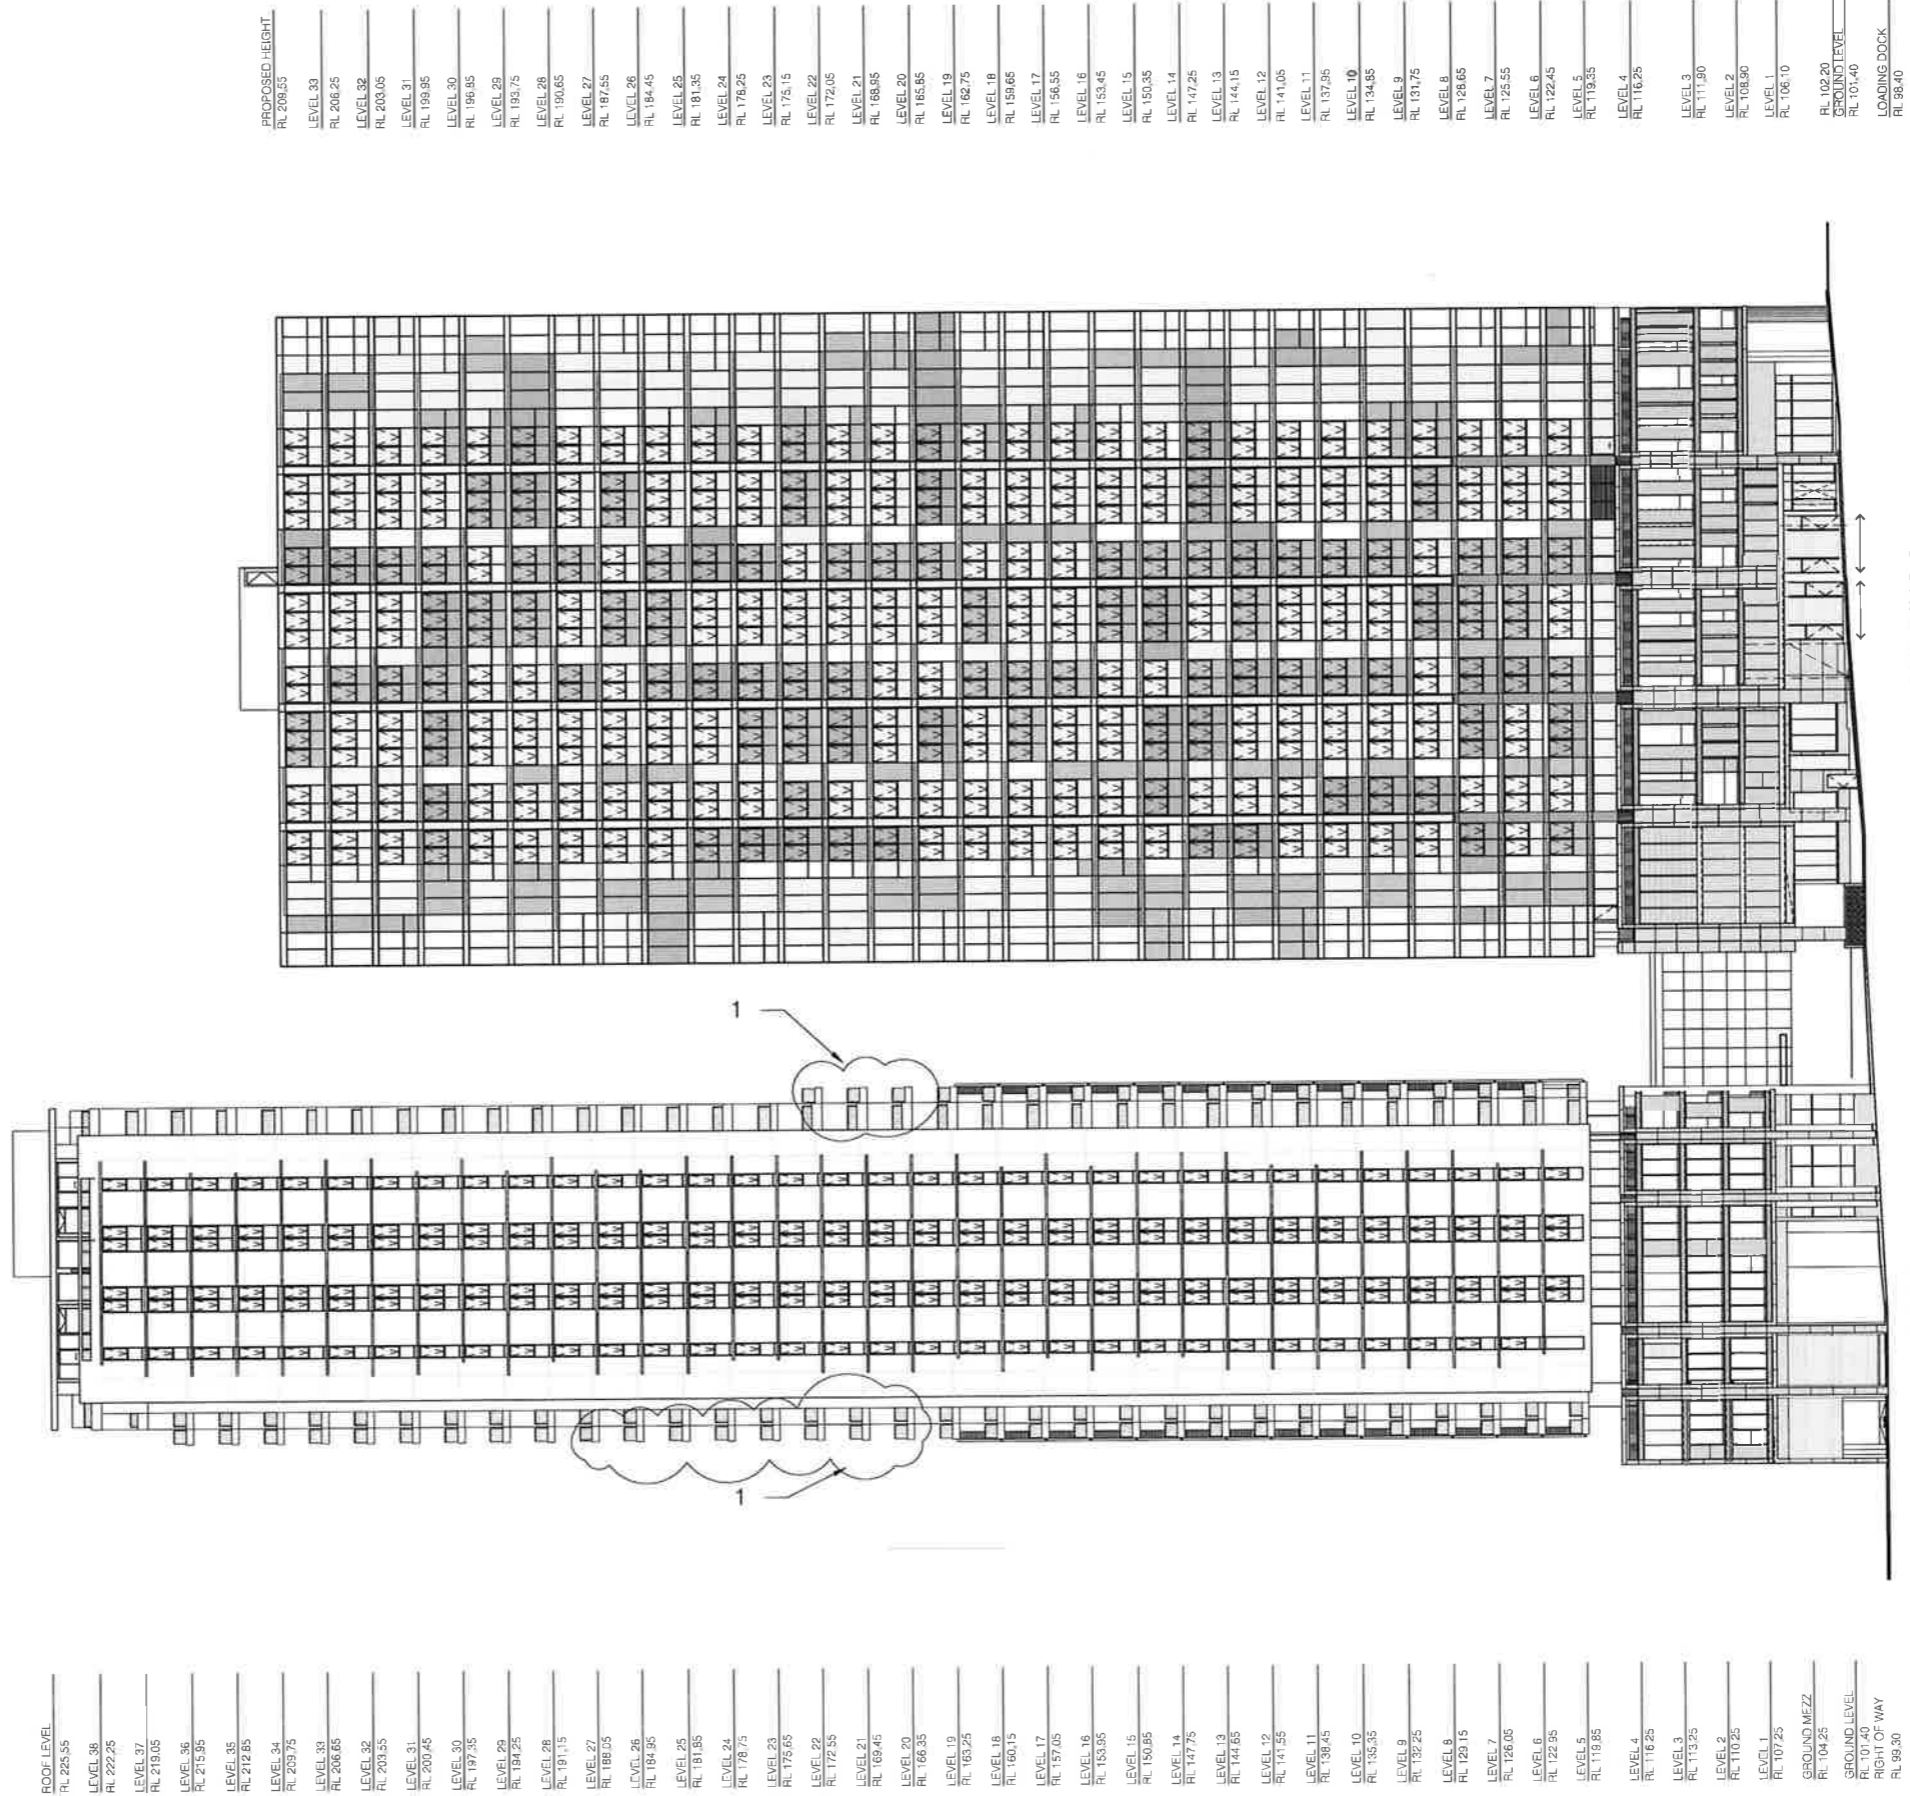 PROPOSED HEIGHT
RL 209.55
LEVEL 33
RL 206.25
LEVEL 32
RL 203.05
LEVEL 31
RL 199.95
LEVEL 30
RL 196.85
LEVEL 29
RL 193.75
LEVEL 28
RL 190.65
LEVEL 27
RL 187.55
LEVEL 26
RL 184.45
LEVEL 25
RL 181.35
LEVEL 24
RL 178.25
LEVEL 23
RL 175.15
LEVEL 22
RL 172.05
LEVEL 21
RL 168.95
LEVEL 20
RL 165.85
LEVEL 19
RL 162.75
LEVEL 18
RL 159.65
LEVEL 17
RL 156.55
LEVEL 16
RL 153.45
LEVEL 15
RL 150.35
LEVEL 14
RL 147.25
LEVEL 13
RL 144.15
LEVEL 12
RL 141.05
LEVEL 11
RL 137.95
LEVEL 10
RL 134.85
LEVEL 9
RL 131.75
LEVEL 8
RL 128.65
LEVEL 7
RL 125.55
LEVEL 6
RL 122.45
LEVEL 5
RL 119.35
LEVEL 4
RL 116.25
LEVEL 3
RL 111.90
LEVEL 2
RL 108.90
LEVEL 1
RL 106.10
RL 102.20
GROUND LEVEL
RL 101.40
LOADING DOCK
RL 98.40
1
1
ROOF LEVEL
RL 225.55
LEVEL 38
RL 222.25
LEVEL 37
RL 219.05
LEVEL 36
RL 215.95
LEVEL 35
RL 212.85
LEVEL 34
RL 209.75
LEVEL 33
RL 206.65
LEVEL 32
RL 203.55
LEVEL 31
RL 200.45
LEVEL 30
RL 197.35
LEVEL 29
RL 194.25
LEVEL 28
RL 191.15
LEVEL 27
RL 188.05
LEVEL 26
RL 184.95
LEVEL 25
RL 181.85
LEVEL 24
RL 178.75
LEVEL 23
RL 175.65
LEVEL 22
RL 172.55
LEVEL 21
RL 169.45
LEVEL 20
RL 166.35
LEVEL 19
RL 163.25
LEVEL 18
RL 160.15
LEVEL 17
RL 157.05
LEVEL 16
RL 153.95
LEVEL 15
RL 150.85
LEVEL 14
RL 147.75
LEVEL 13
RL 144.65
LEVEL 12
RL 141.55
LEVEL 11
RL 138.45
LEVEL 10
RL 135.35
LEVEL 9
RL 132.25
LEVEL 8
RL 129.15
LEVEL 7
RL 126.05
LEVEL 6
RL 122.95
LEVEL 5
RL 119.85
LEVEL 4
RL 116.25
LEVEL 3
RL 113.25
LEVEL 2
RL 110.25
LEVEL 1
RL 107.25
GROUND MEZZ
RL 104.25
GROUND LEVEL
RL 101.40
RIGHT OF WAY
RL 99.30